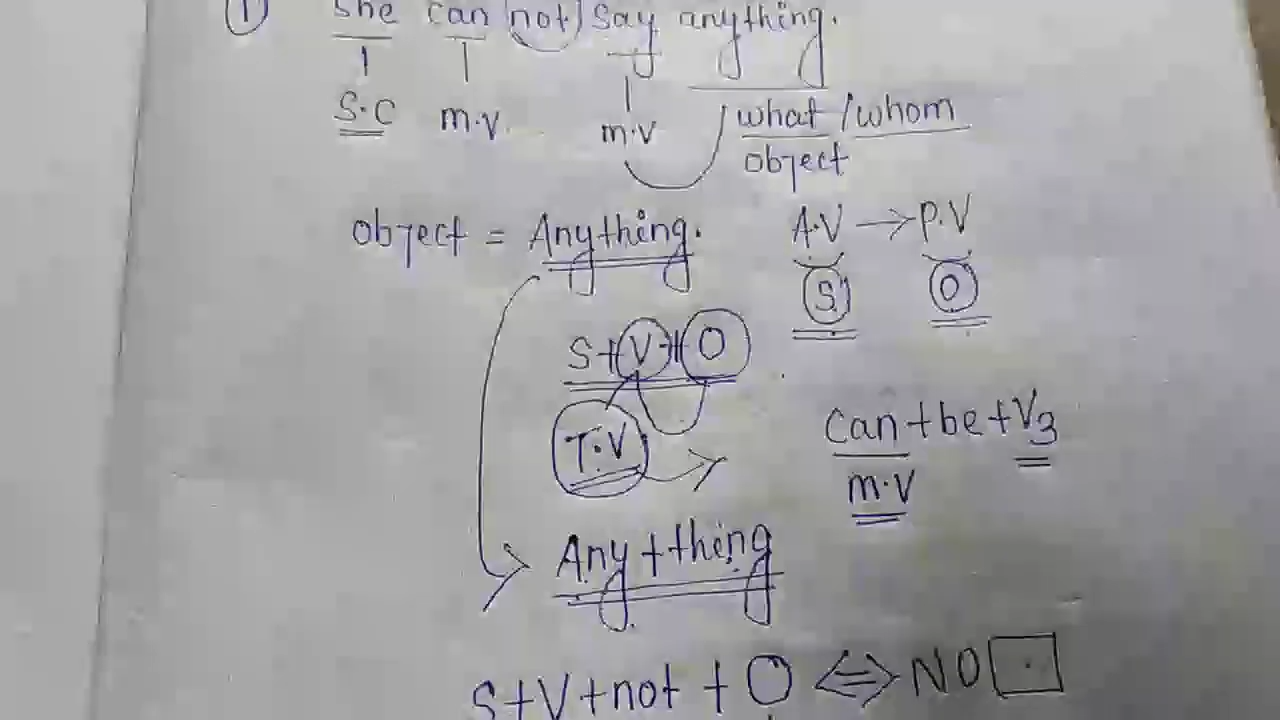 ① She can (not) Say anything.
S.C m.v. m.v what / whom
object
object = Anything. A.V → P.V
S O
S+V+O
T.V → can+be+V3
m.v
Any+thing
S+V+not + O ⇔ NO